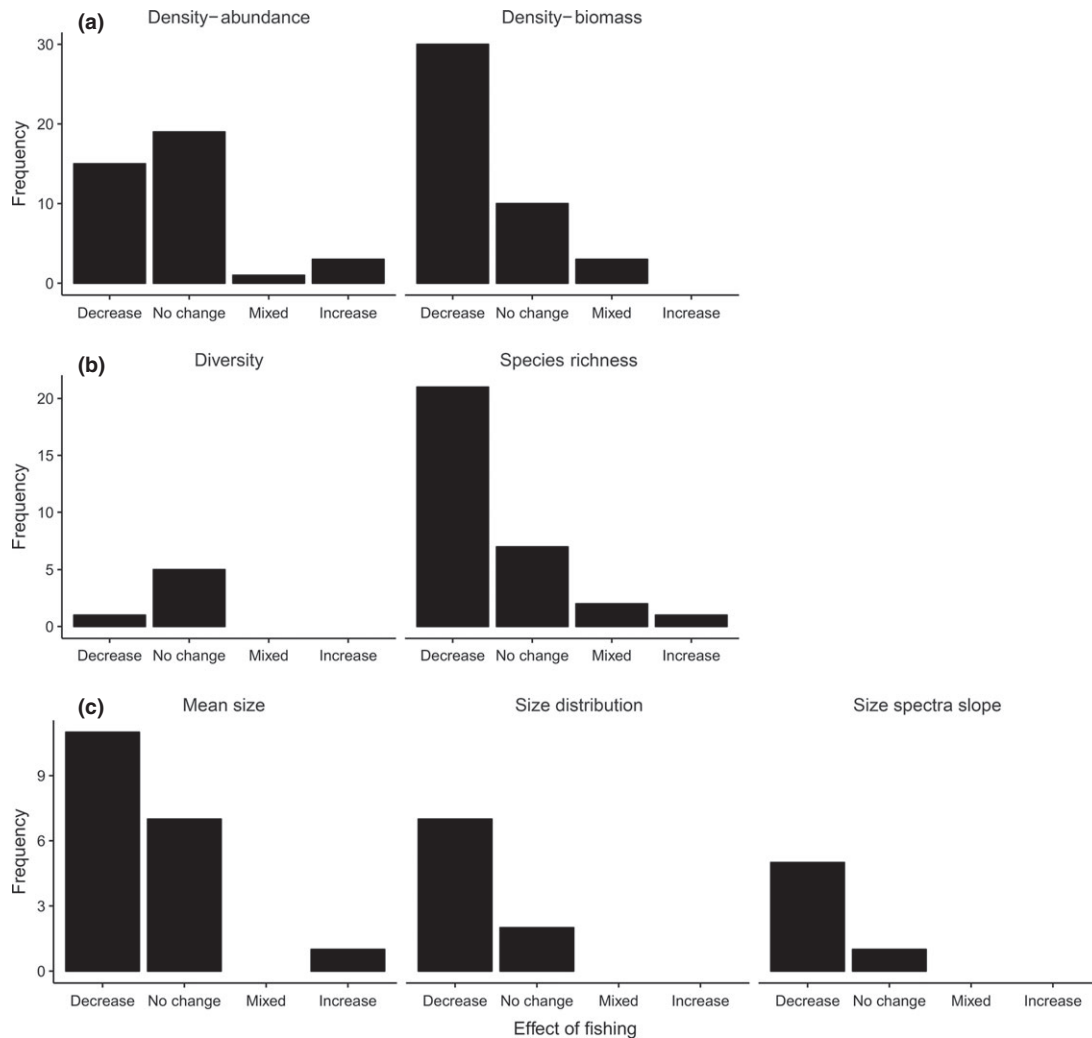 (a)
Density−abundance Density−biomass
30
20
10
0
Frequency
Decrease No change Mixed Increase Decrease No change Mixed Increase
(b)
Diversity Species richness
20
15
10
5
0
Frequency
Decrease No change Mixed Increase Decrease No change Mixed Increase
(c)
Mean size Size distribution Size spectra slope
9
6
3
0
Frequency
Decrease No change Mixed Increase Decrease No change Mixed Increase Decrease No change Mixed Increase
Effect of fishing